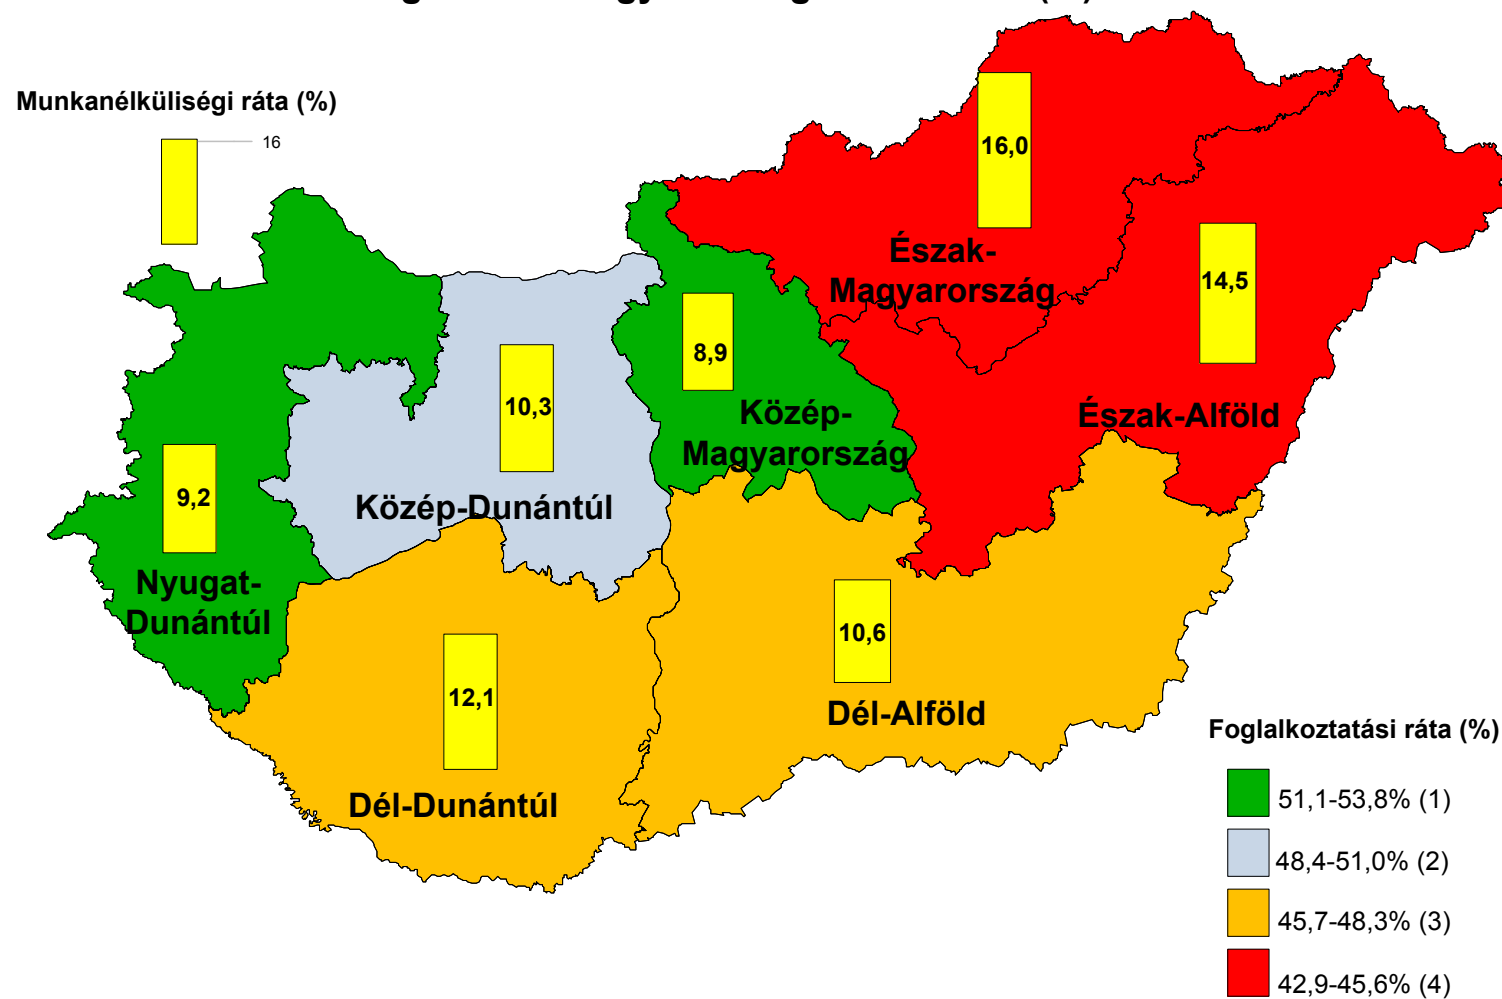 Munkanélküliségi ráta (%)
16
16,0
Észak-
Magyarország
14,5
8,9
Észak-Alföld
10,3
Közép-
Magyarország
9,2
Közép-Dunántúl
Nyugat-
Dunántúl
10,6
12,1
Dél-Alföld
Dél-Dunántúl
Foglalkoztatási ráta (%)
51,1-53,8% (1)
48,4-51,0% (2)
45,7-48,3% (3)
42,9-45,6% (4)